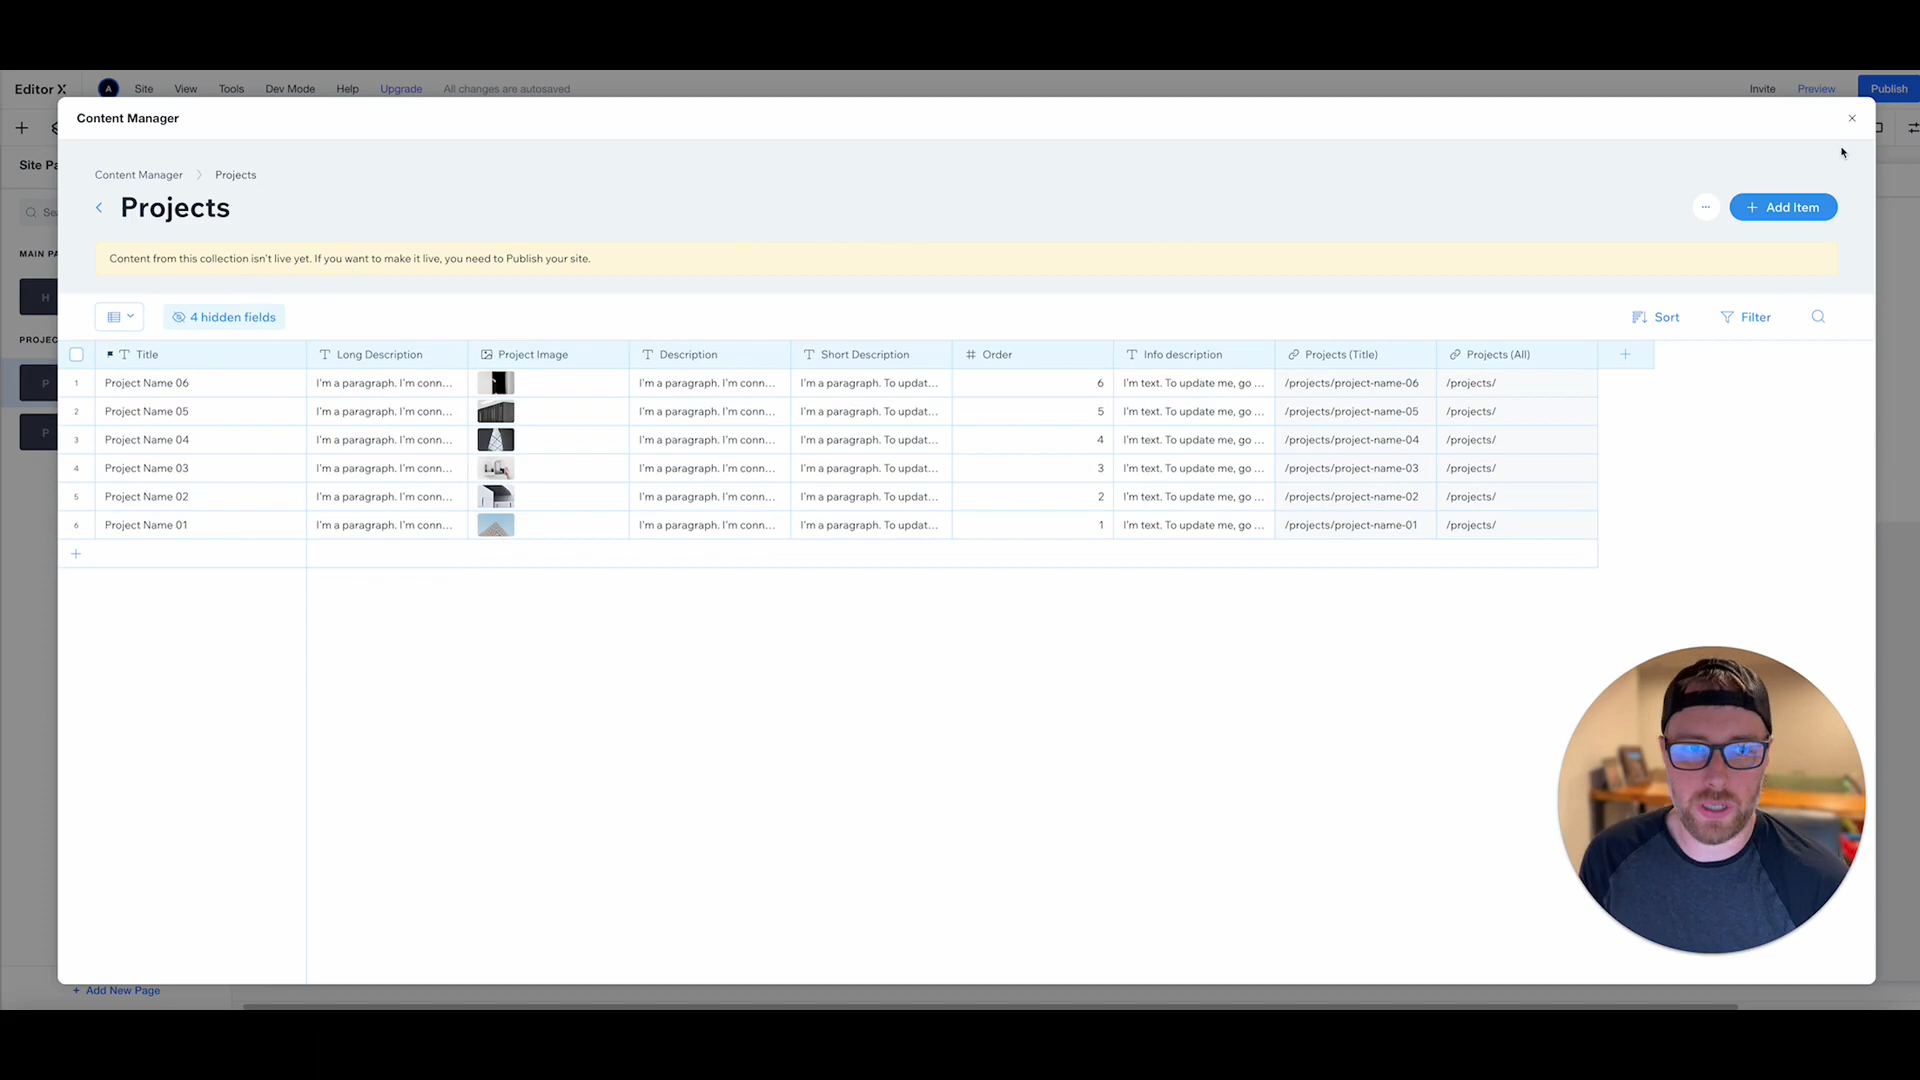 Editor X A Site View Tools Dev Mode Help Upgrade All changes are autosaved Invite Preview Publish
Content Manager
Site Pa
Content Manager > Projects
Projects
... + Add Item
Sea
MAIN PA
Content from this collection isn't live yet. If you want to make it live, you need to Publish your site.
H
4 hidden fields Sort Filter
PROJEC
Title Long Description Project Image Description Short Description # Order Info description Projects (Title) Projects (All) +
1 Project Name 06 I'm a paragraph. I'm conn... I'm a paragraph. I'm conn... I'm a paragraph. To updat... 6 I'm text. To update me, go ... /projects/project-name-06 /projects/
P
2 Project Name 05 I'm a paragraph. I'm conn... I'm a paragraph. I'm conn... I'm a paragraph. To updat... 5 I'm text. To update me, go ... /projects/project-name-05 /projects/
P
3 Project Name 04 I'm a paragraph. I'm conn... I'm a paragraph. I'm conn... I'm a paragraph. To updat... 4 I'm text. To update me, go ... /projects/project-name-04 /projects/
4 Project Name 03 I'm a paragraph. I'm conn... I'm a paragraph. I'm conn... I'm a paragraph. To updat... 3 I'm text. To update me, go ... /projects/project-name-03 /projects/
5 Project Name 02 I'm a paragraph. I'm conn... I'm a paragraph. I'm conn... I'm a paragraph. To updat... 2 I'm text. To update me, go ... /projects/project-name-02 /projects/
6 Project Name 01 I'm a paragraph. I'm conn... I'm a paragraph. I'm conn... I'm a paragraph. To updat... 1 I'm text. To update me, go ... /projects/project-name-01 /projects/
+
+ Add New Page